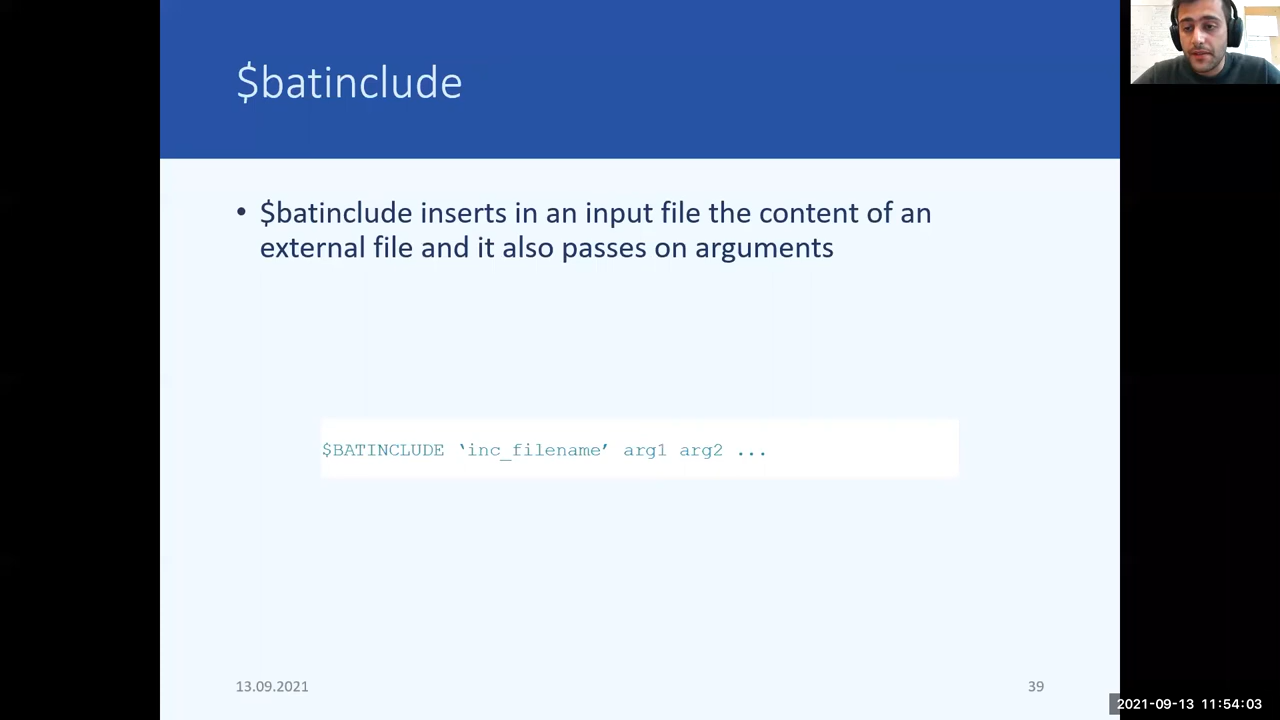 $batinclude
• $batinclude inserts in an input file the content of an
external file and it also passes on arguments
$BATINCLUDE ‘inc_filename’ arg1 arg2 ...
13.09.2021
39
2021-09-13 11:54:03